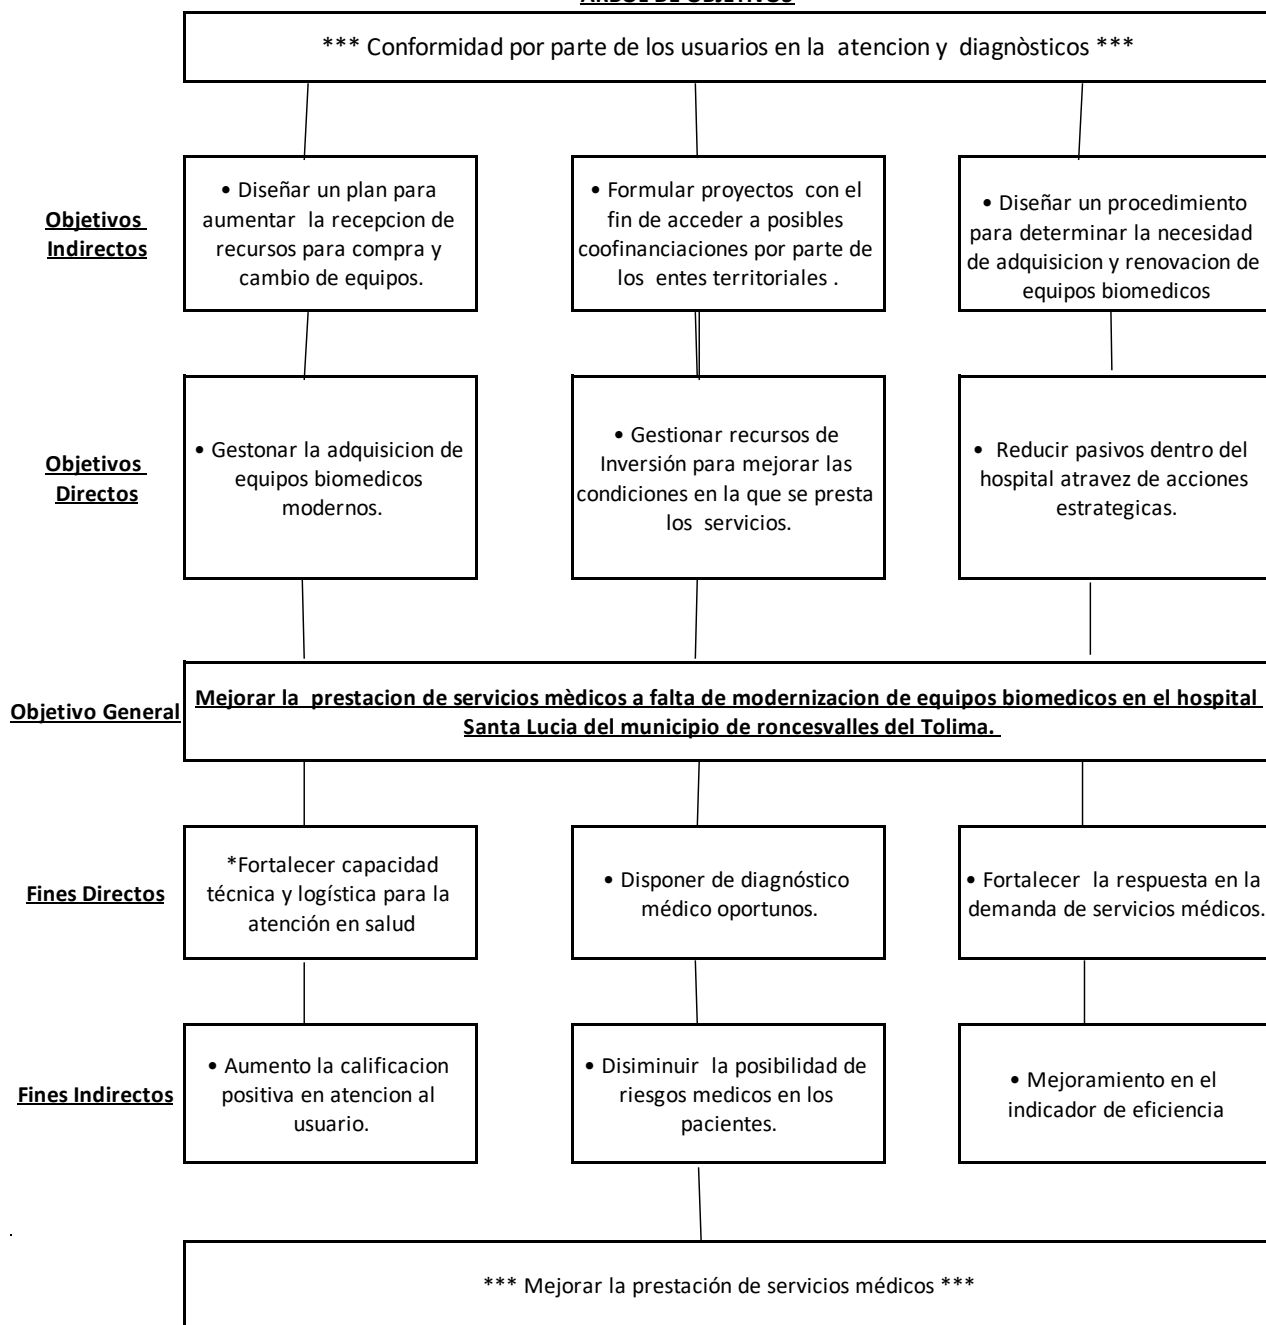 ARBOL DE OBJETIVOS
*** Conformidad por parte de los usuarios en la atencion y diagnòsticos ***
Objetivos
Indirectos
• Diseñar un plan para
aumentar la recepcion de
recursos para compra y
cambio de equipos.
• Formular proyectos con el
fin de acceder a posibles
coofinanciaciones por parte de
los entes territoriales .
• Diseñar un procedimiento
para determinar la necesidad
de adquisicion y renovacion de
equipos biomedicos
Objetivos
Directos
• Gestonar la adquisicion de
equipos biomedicos
modernos.
• Gestionar recursos de
Inversión para mejorar las
condiciones en la que se presta
los servicios.
• Reducir pasivos dentro del
hospital atravez de acciones
estrategicas.
Objetivo General
Mejorar la prestacion de servicios mèdicos a falta de modernizacion de equipos biomedicos en el hospital
Santa Lucia del municipio de roncesvalles del Tolima.
Fines Directos
*Fortalecer capacidad
técnica y logística para la
atención en salud
• Disponer de diagnóstico
médico oportunos.
• Fortalecer la respuesta en la
demanda de servicios médicos.
Fines Indirectos
• Aumento la calificacion
positiva en atencion al
usuario.
• Disiminuir la posibilidad de
riesgos medicos en los
pacientes.
• Mejoramiento en el
indicador de eficiencia
.
*** Mejorar la prestación de servicios médicos ***